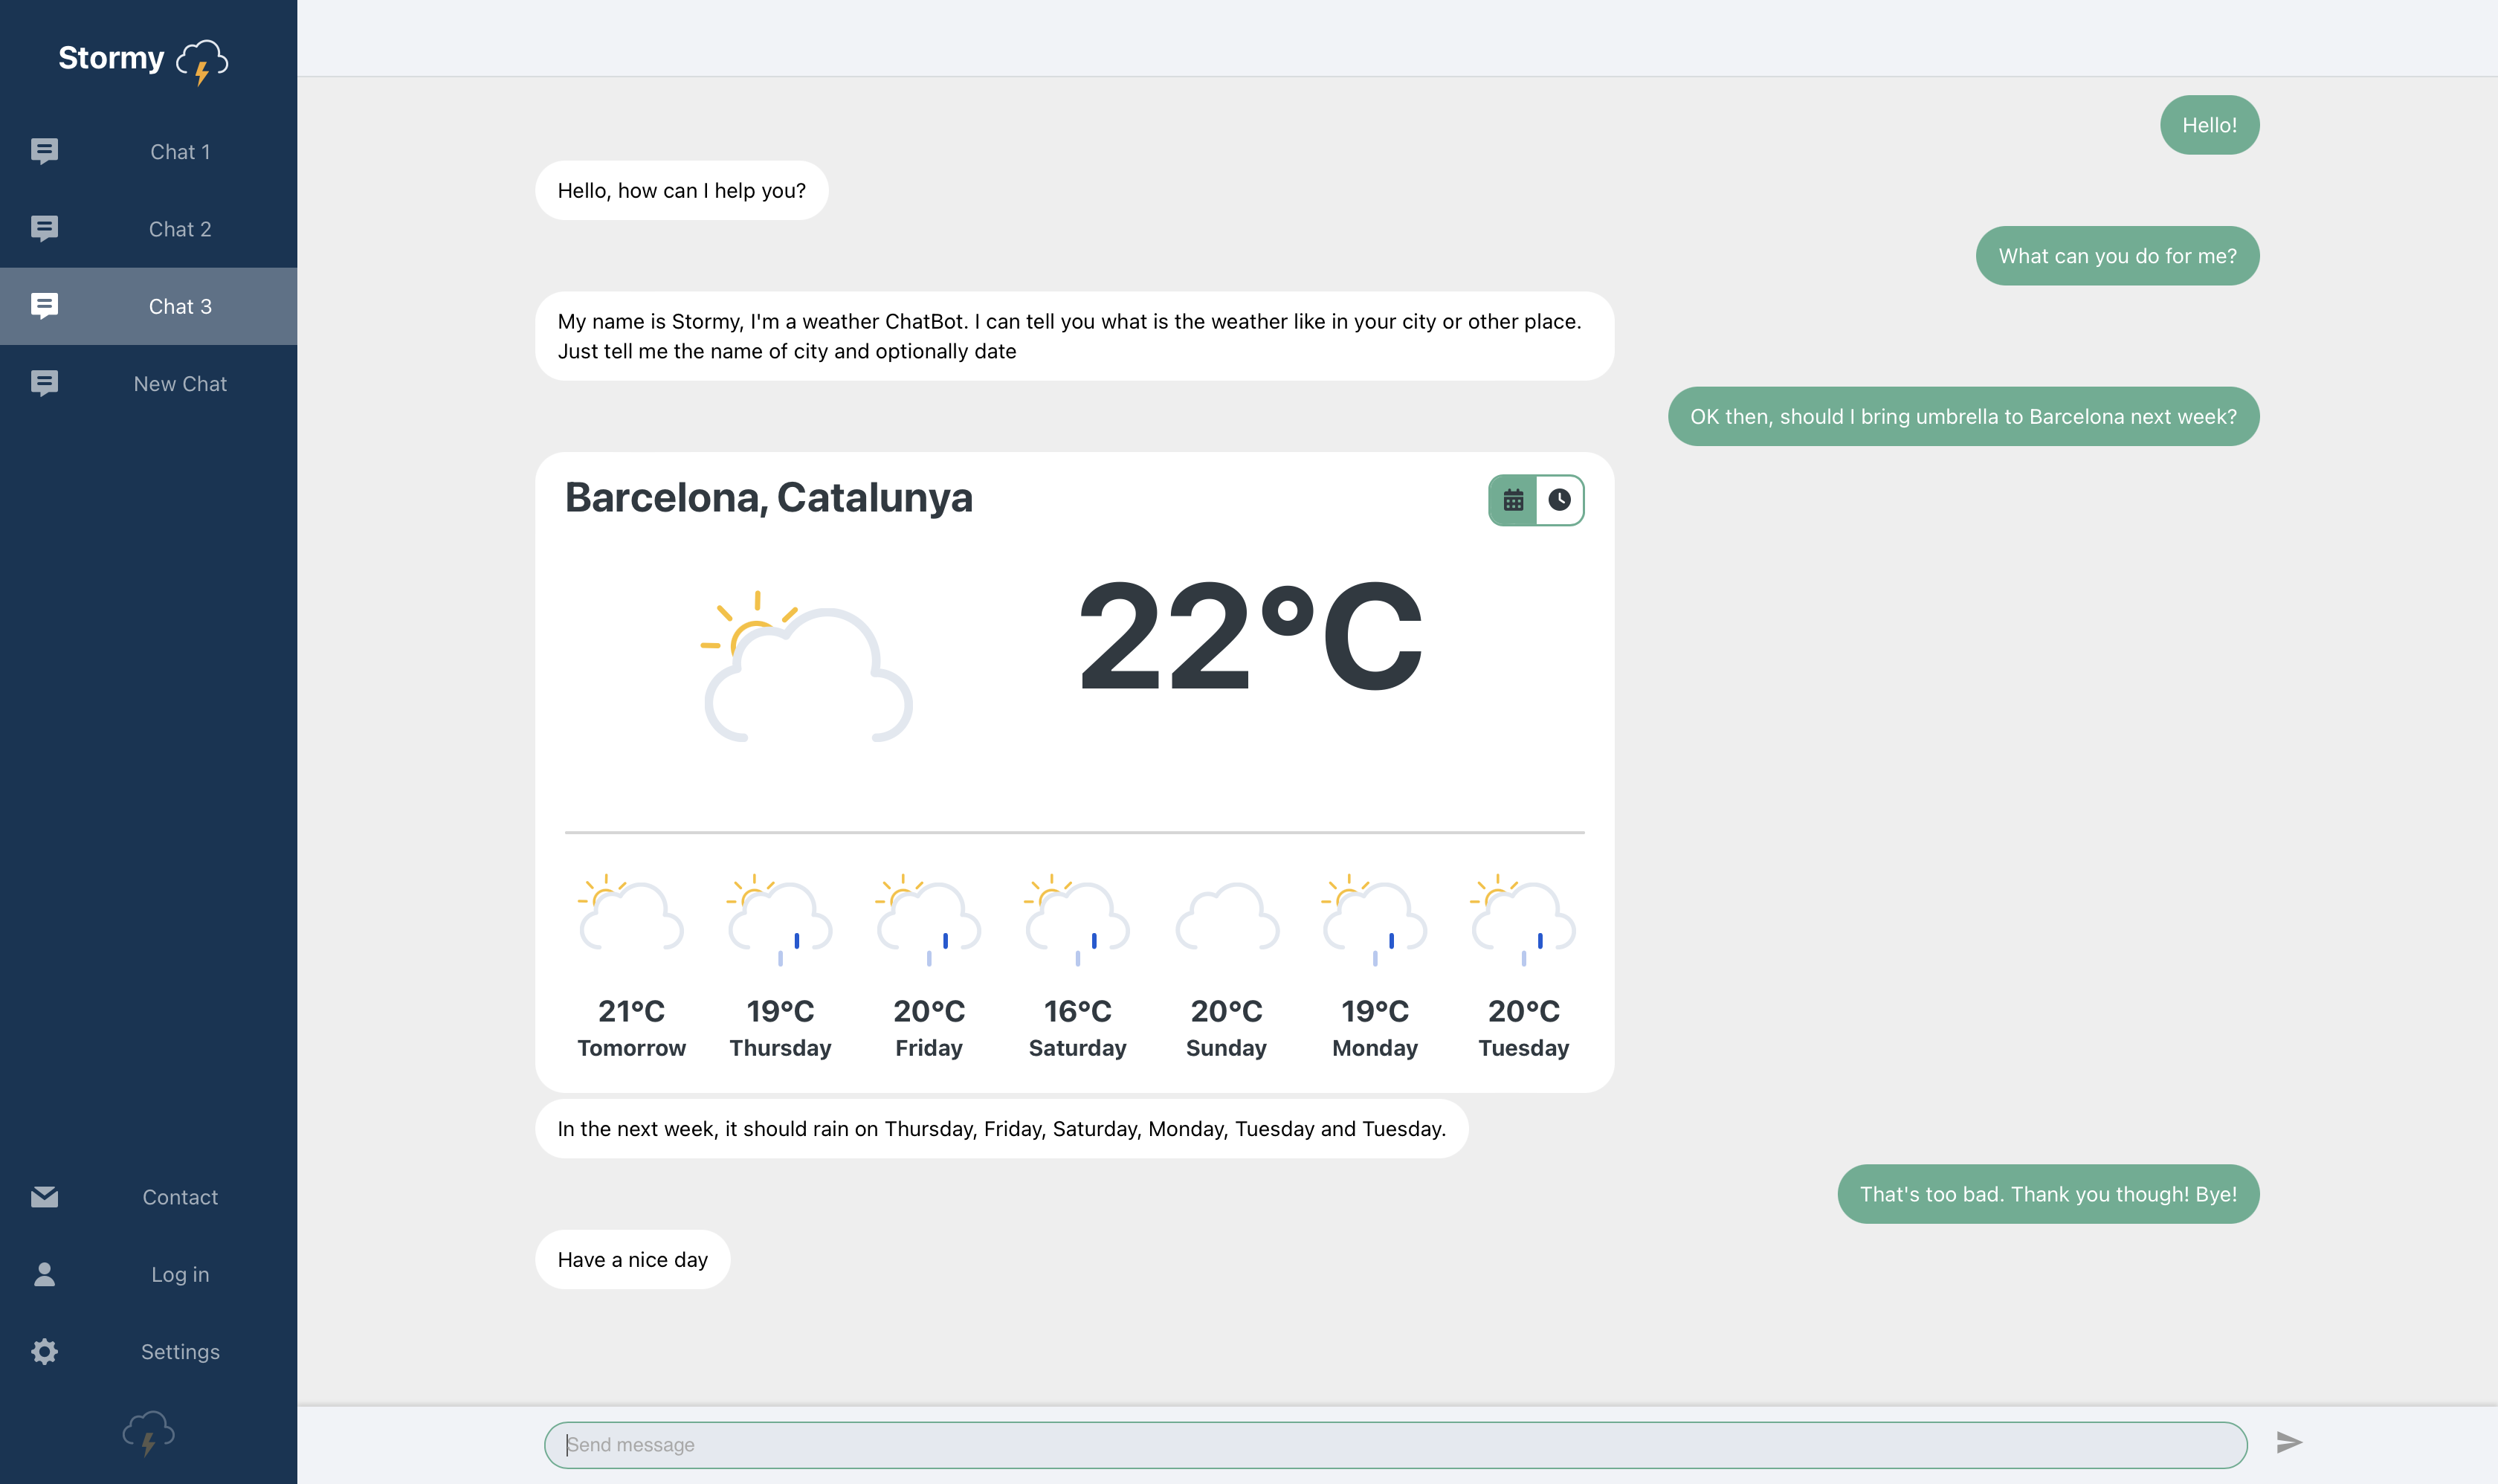 Stormy
Chat 1
Chat 2
Chat 3
New Chat
Contact
Log in
Settings
Hello!
Hello, how can I help you?
What can you do for me?
My name is Stormy, I'm a weather ChatBot. I can tell you what is the weather like in your city or other place.
Just tell me the name of city and optionally date
OK then, should I bring umbrella to Barcelona next week?
Barcelona, Catalunya
22°C
21°C 19°C 20°C 16°C 20°C 19°C 20°C
Tomorrow Thursday Friday Saturday Sunday Monday Tuesday
In the next week, it should rain on Thursday, Friday, Saturday, Monday, Tuesday and Tuesday.
That's too bad. Thank you though! Bye!
Have a nice day
Send message